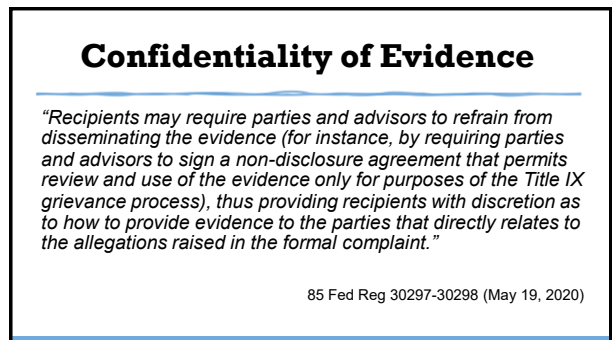 Confidentiality of Evidence
“Recipients may require parties and advisors to refrain from
disseminating the evidence (for instance, by requiring parties
and advisors to sign a non-disclosure agreement that permits
review and use of the evidence only for purposes of the Title IX
grievance process), thus providing recipients with discretion as
to how to provide evidence to the parties that directly relates to
the allegations raised in the formal complaint.”
85 Fed Reg 30297-30298 (May 19, 2020)